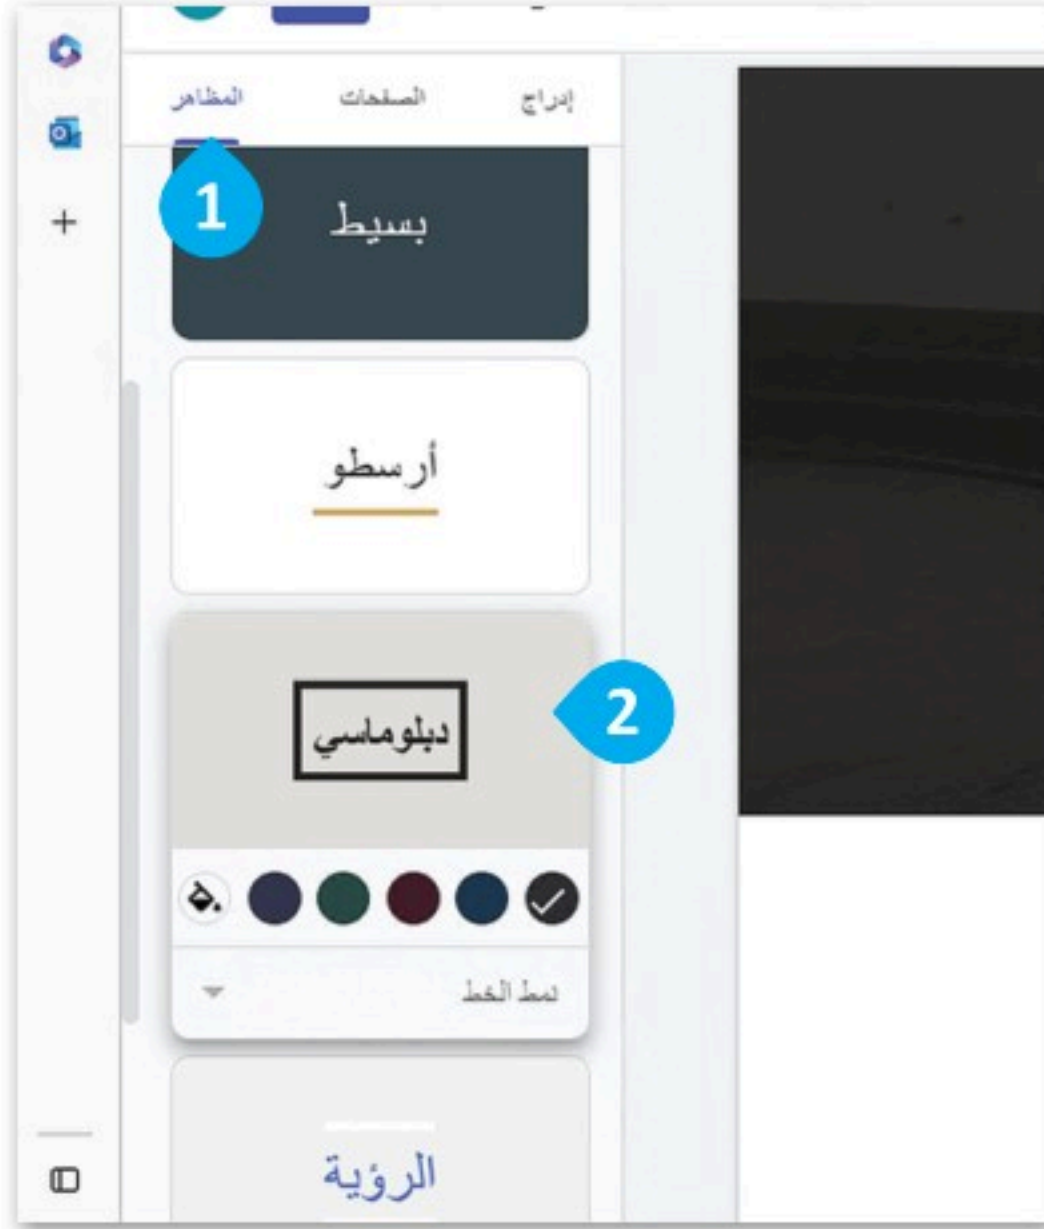 إدراج الصفحات المظاهر
1
بسيط
أرسطو
دبلوماسي
2
نمط الخط
الرؤية